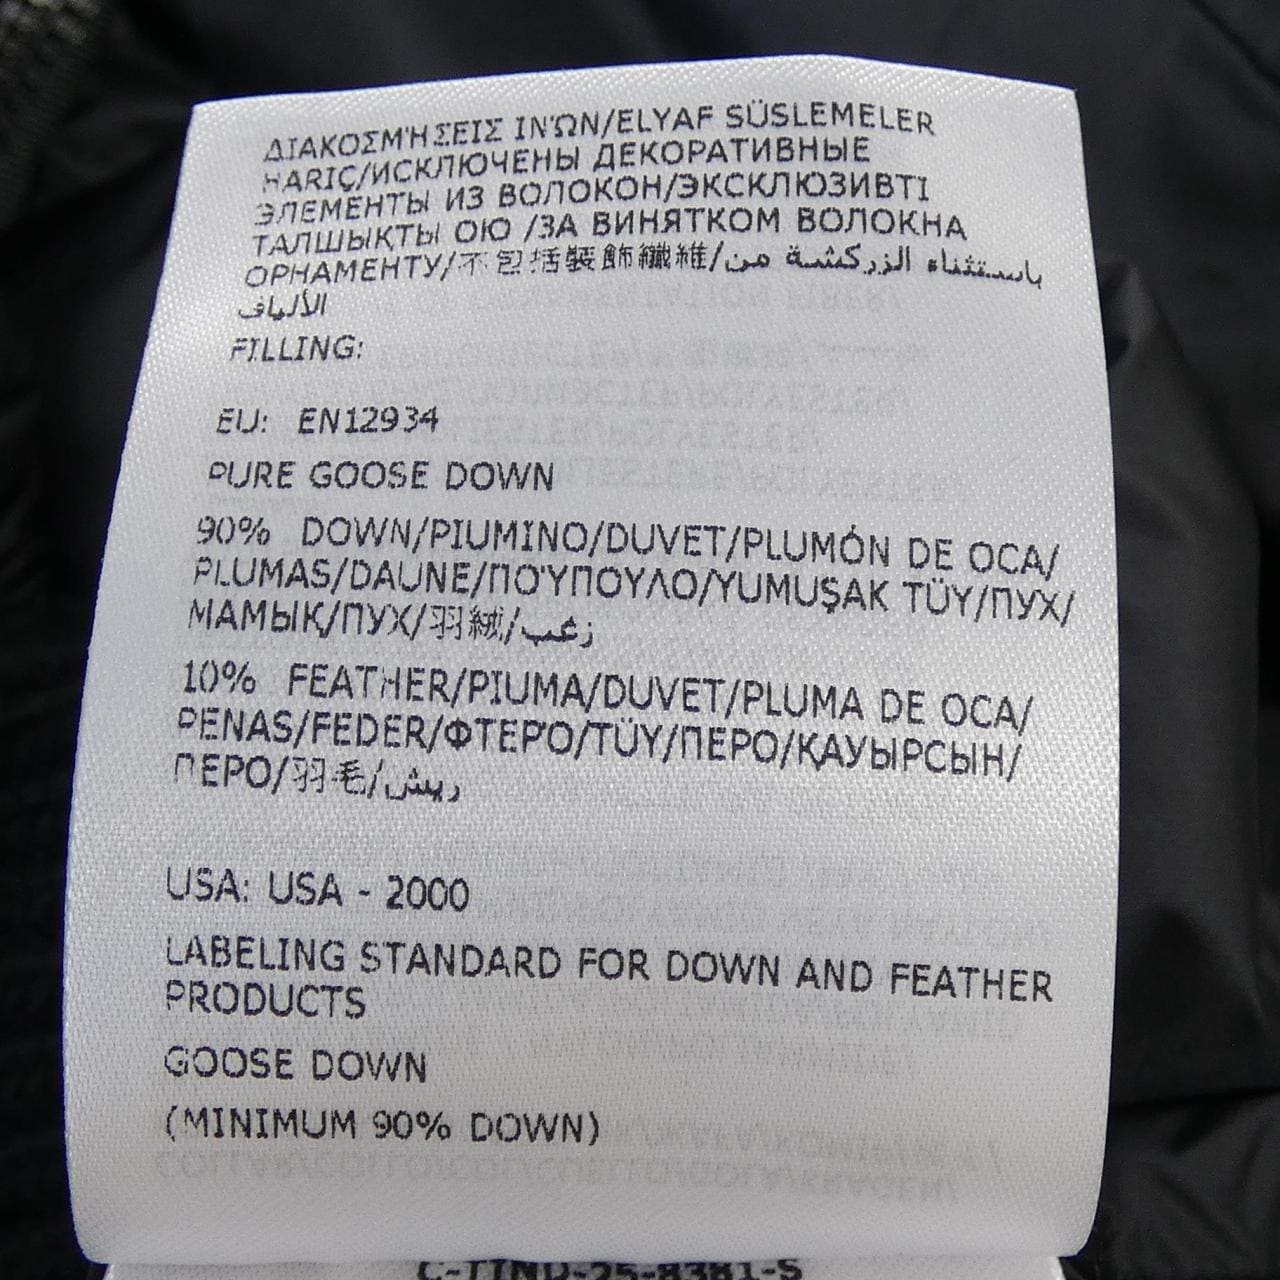 ΔΙΑΚΟΣΜΉΣΕΙΣ ΙΝΏΝ/ELYAF SÜSLEMELER
HARIÇ/ИСКЛЮЧЕНЫ ДЕКОРАТИВНЫЕ
ЭЛЕМЕНТЫ ИЗ ВОЛОКОН/ЭКСКЛЮЗИВТІ
ТАЛШЫҚТЫ ОЮ /ЗА ВИНЯТКОМ ВОЛОКНА
ОРНАМЕНТУ/不包括裝飾纖維/باستثناء الزركشة من
الألياف
FILLING:
EU: EN12934
PURE GOOSE DOWN
90% DOWN/PIUMINO/DUVET/PLUMÓN DE OCA/
PLUMAS/DAUNE/ΠΟΎΠΟΥΛΟ/YUMUŞAK TÜY/ПУХ/
МАМЫҚ/ПУХ/羽絨/زغب
10% FEATHER/PIUMA/DUVET/PLUMA DE OCA/
PENAS/FEDER/ΦΤΕΡΌ/TÜY/ПЕРО/ҚАУЫРСЫН/
ПЕРО/羽毛/ريش
USA: USA - 2000
LABELING STANDARD FOR DOWN AND FEATHER
PRODUCTS
GOOSE DOWN
(MINIMUM 90% DOWN)
C-TIND-25-8381-S